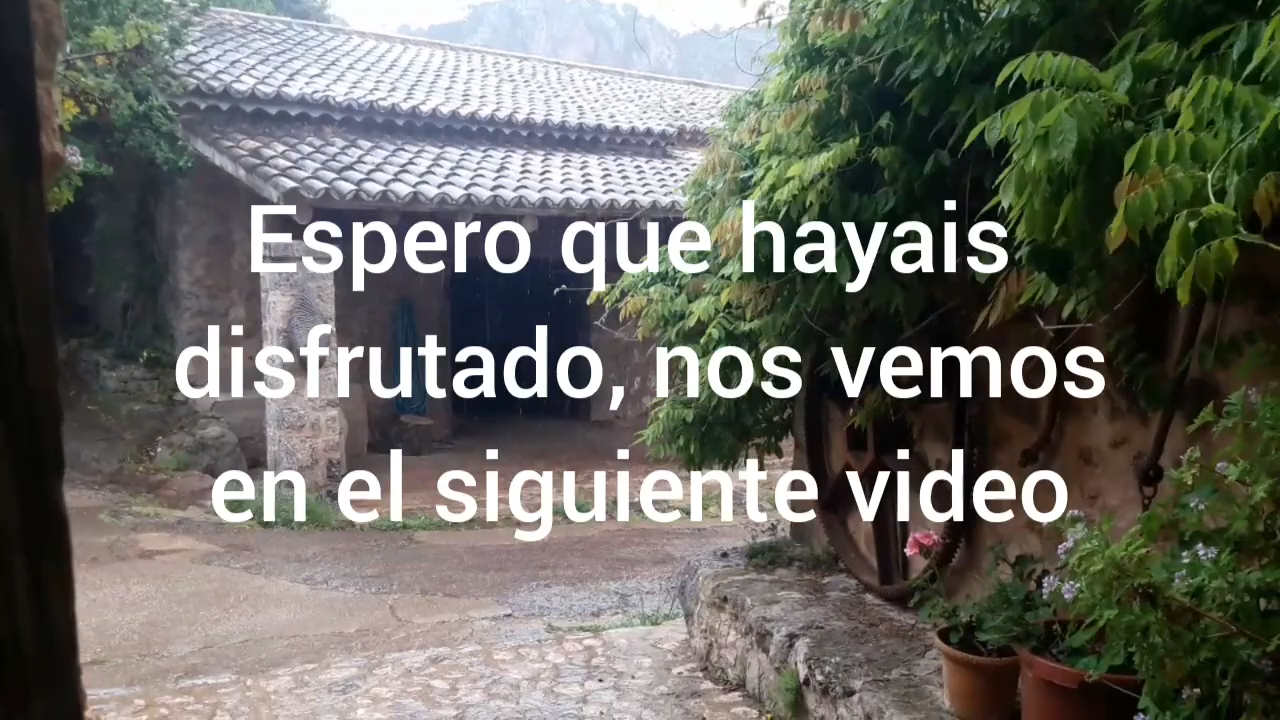 Espero que hayais
disfrutado, nos vemos
en el siguiente video